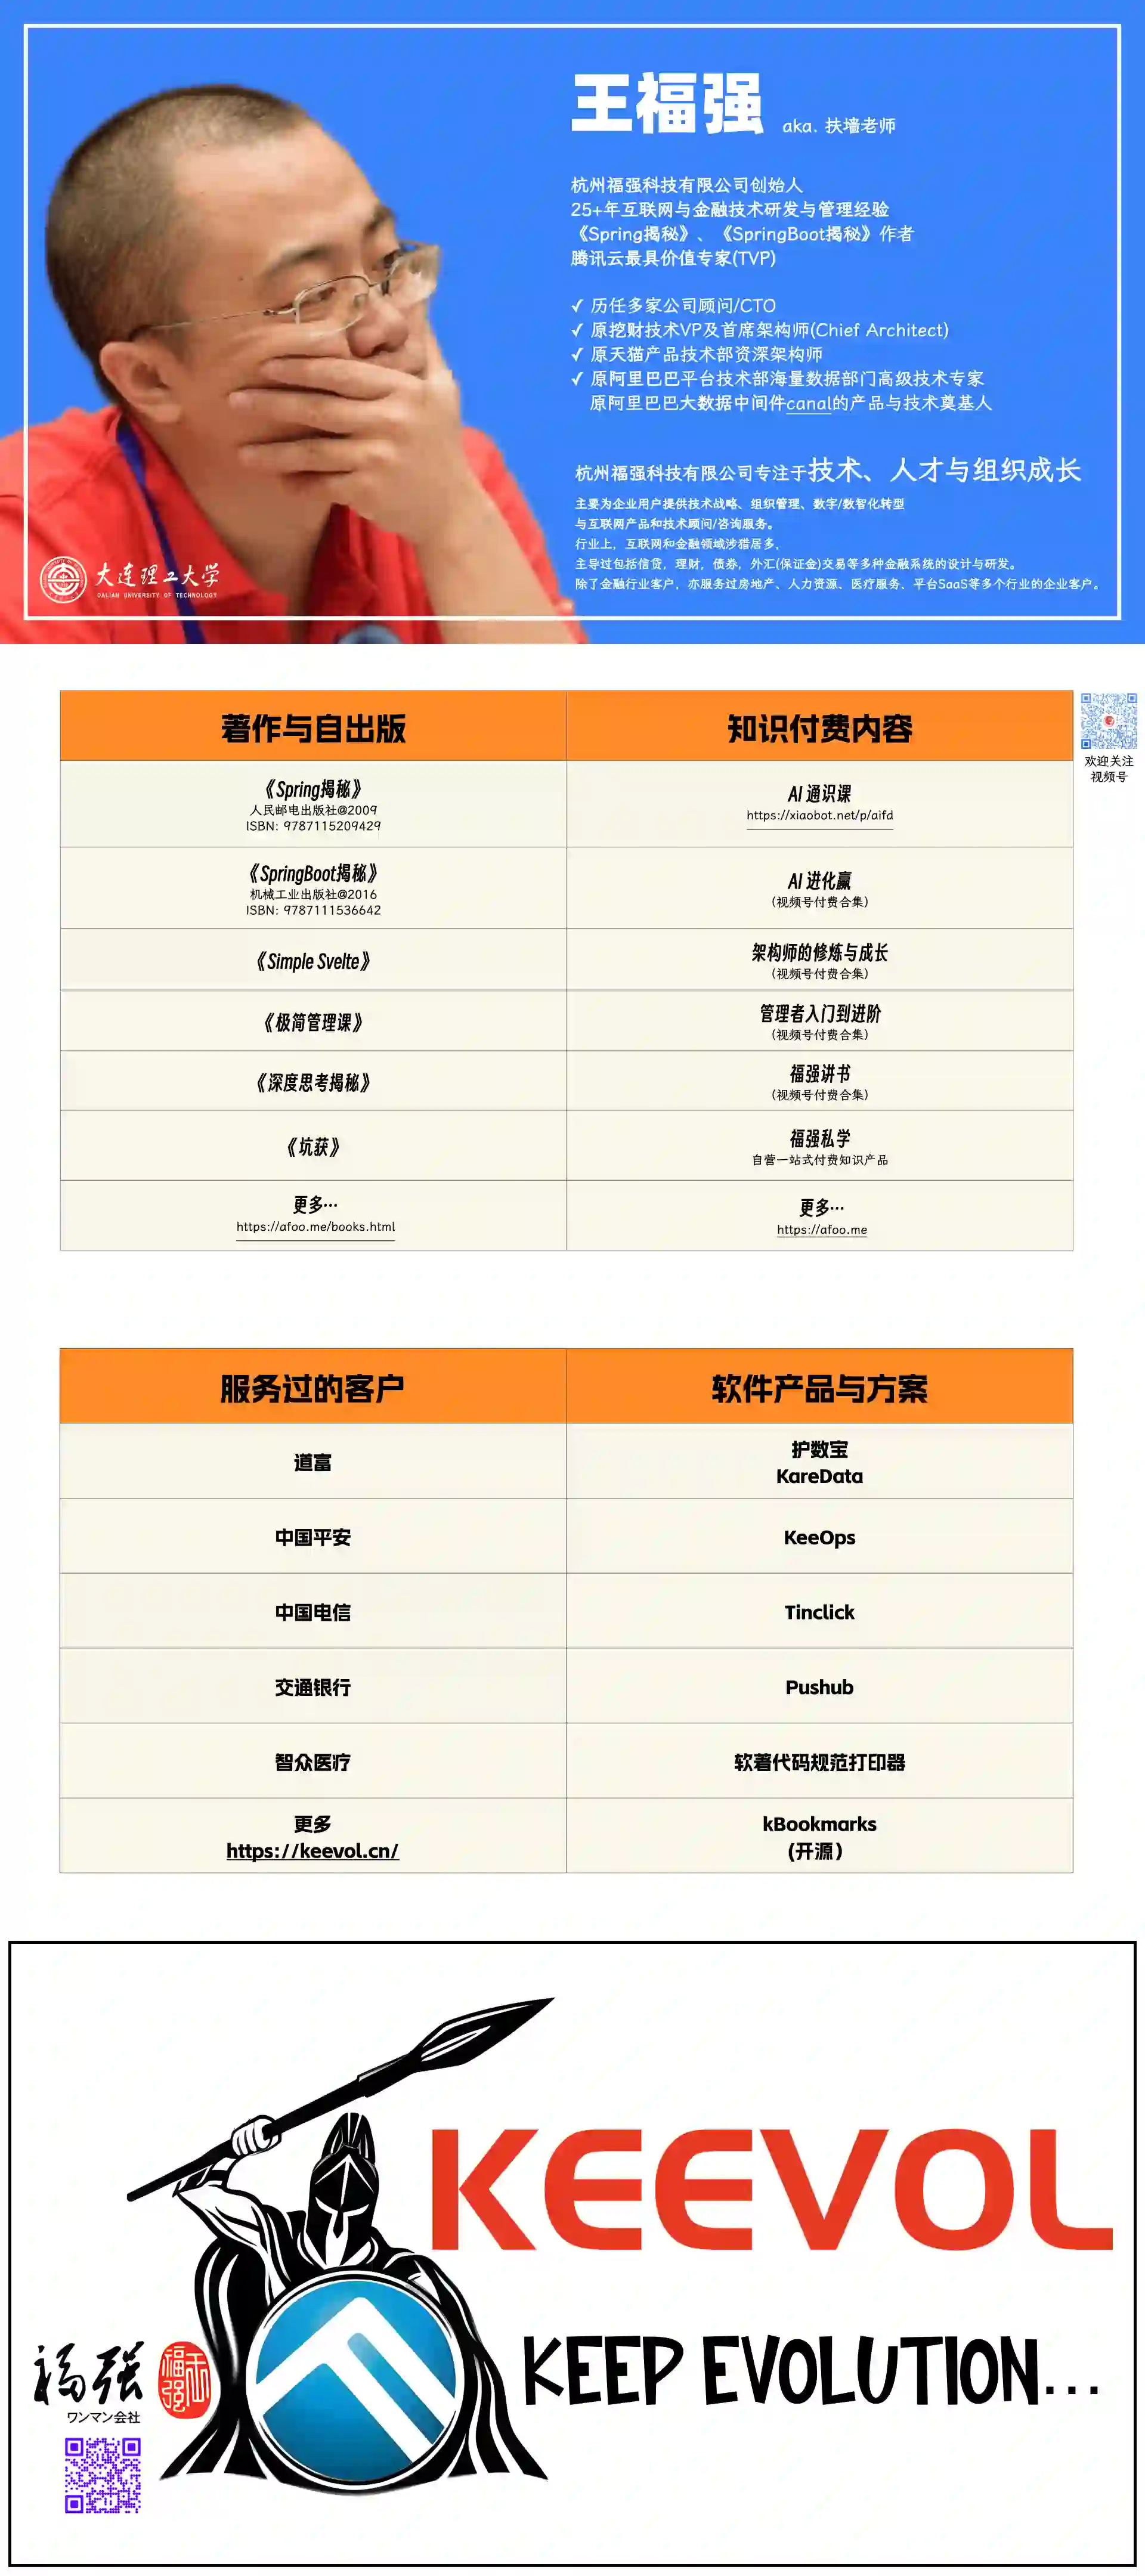 王福强 aka. 扶墙老师
杭州福强科技有限公司创始人
25+年互联网与金融技术研发与管理经验
《Spring揭秘》、《SpringBoot揭秘》作者
腾讯云最具价值专家(TVP)
✓ 历任多家公司顾问/CTO
✓ 原挖财技术VP及首席架构师(Chief Architect)
✓ 原天猫产品技术部资深架构师
✓ 原阿里巴巴平台技术部海量数据部门高级技术专家
原阿里巴巴大数据中间件canal的产品与技术奠基人
杭州福强科技有限公司专注于技术、人才与组织成长
主要为企业用户提供技术战略、组织管理、数字/数智化转型
与互联网产品和技术顾问/咨询服务。
行业上，互联网和金融领域涉猎居多，
主导过包括信贷，理财，债券，外汇(保证金)交易等多种金融系统的设计与研发。
除了金融行业客户，亦服务过房地产、人力资源、医疗服务、平台SaaS等多个行业的企业客户。
大连理工大学
DALIAN UNIVERSITY OF TECHNOLOGY
著作与自出版
知识付费内容
欢迎关注
视频号
《Spring揭秘》
人民邮电出版社@2009
ISBN: 9787115209429
AI 通识课
https://xiaobot.net/p/aifd
《SpringBoot揭秘》
机械工业出版社@2016
ISBN: 9787111536642
AI 进化赢
(视频号付费合集)
《Simple Svelte》
架构师的修炼与成长
(视频号付费合集)
《极简管理课》
管理者入门到进阶
(视频号付费合集)
《深度思考揭秘》
福强讲书
(视频号付费合集)
《坑获》
福强私学
自营一站式付费知识产品
更多…
https://afoo.me/books.html
更多…
https://afoo.me
服务过的客户
软件产品与方案
道富
护数宝
KareData
中国平安
KeeOps
中国电信
Tinclick
交通银行
Pushub
智众医疗
软著代码规范打印器
更多
https://keevol.cn/
kBookmarks
(开源)
KEEVOL
KEEP EVOLUTION...
福强
王福强
ワンマン会社